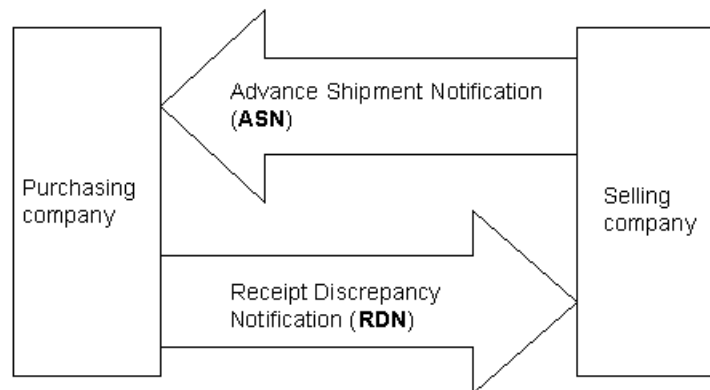 Advance Shipment Notification
(ASN)
Purchasing
company
Selling
company
Receipt Discrepancy
Notification (RDN)